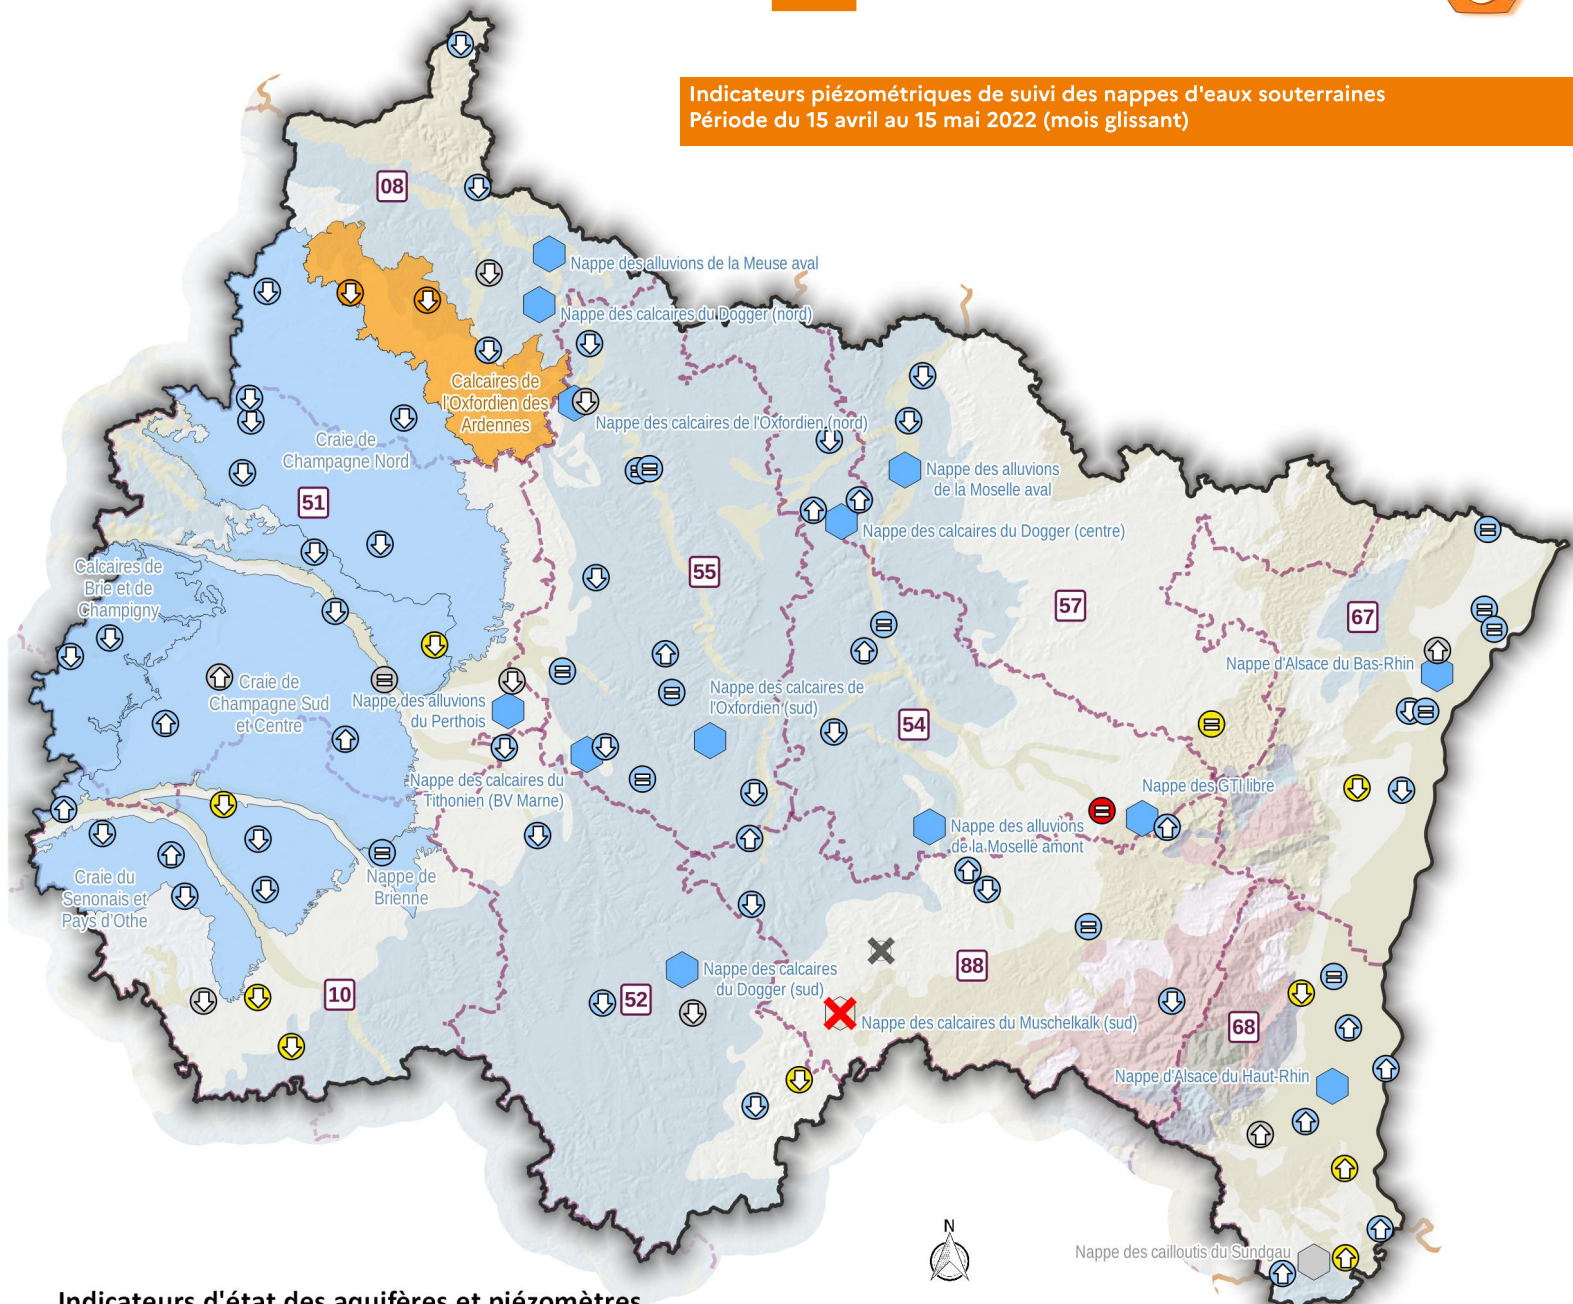 Indicateurs piézométriques de suivi des nappes d'eaux souterraines
Période du 15 avril au 15 mai 2022 (mois glissant)
08
Nappe des alluvions de la Meuse aval
Nappe des calcaires du Dogger (nord)
Calcaires de
l'Oxfordien des
Ardennes
Nappe des calcaires de l'Oxfordien (nord)
Craie de
Champagne Nord
Nappe des alluvions
de la Moselle aval
51
Nappe des calcaires du Dogger (centre)
Calcaires de
Brie et de
Champigny
55
57
67
Nappe d'Alsace du Bas-Rhin
Craie de
Champagne Sud
et Centre
Nappe des alluvions
du Perthois
Nappe des calcaires de
l'Oxfordien (sud)
54
Nappe des calcaires du
Tithonien (BV Marne)
Nappe des GTI libre
Nappe des alluvions
de la Moselle amont
Craie du
Senonais et
Pays d'Othe
Nappe de
Brienne
10
52
Nappe des calcaires
du Dogger (sud)
88
Nappe des calcaires du Muschelkalk (sud)
68
Nappe d'Alsace du Haut-Rhin
N
Nappe des cailloutis du Sundgau
Indicateurs d'état des aquifères et piézomètres